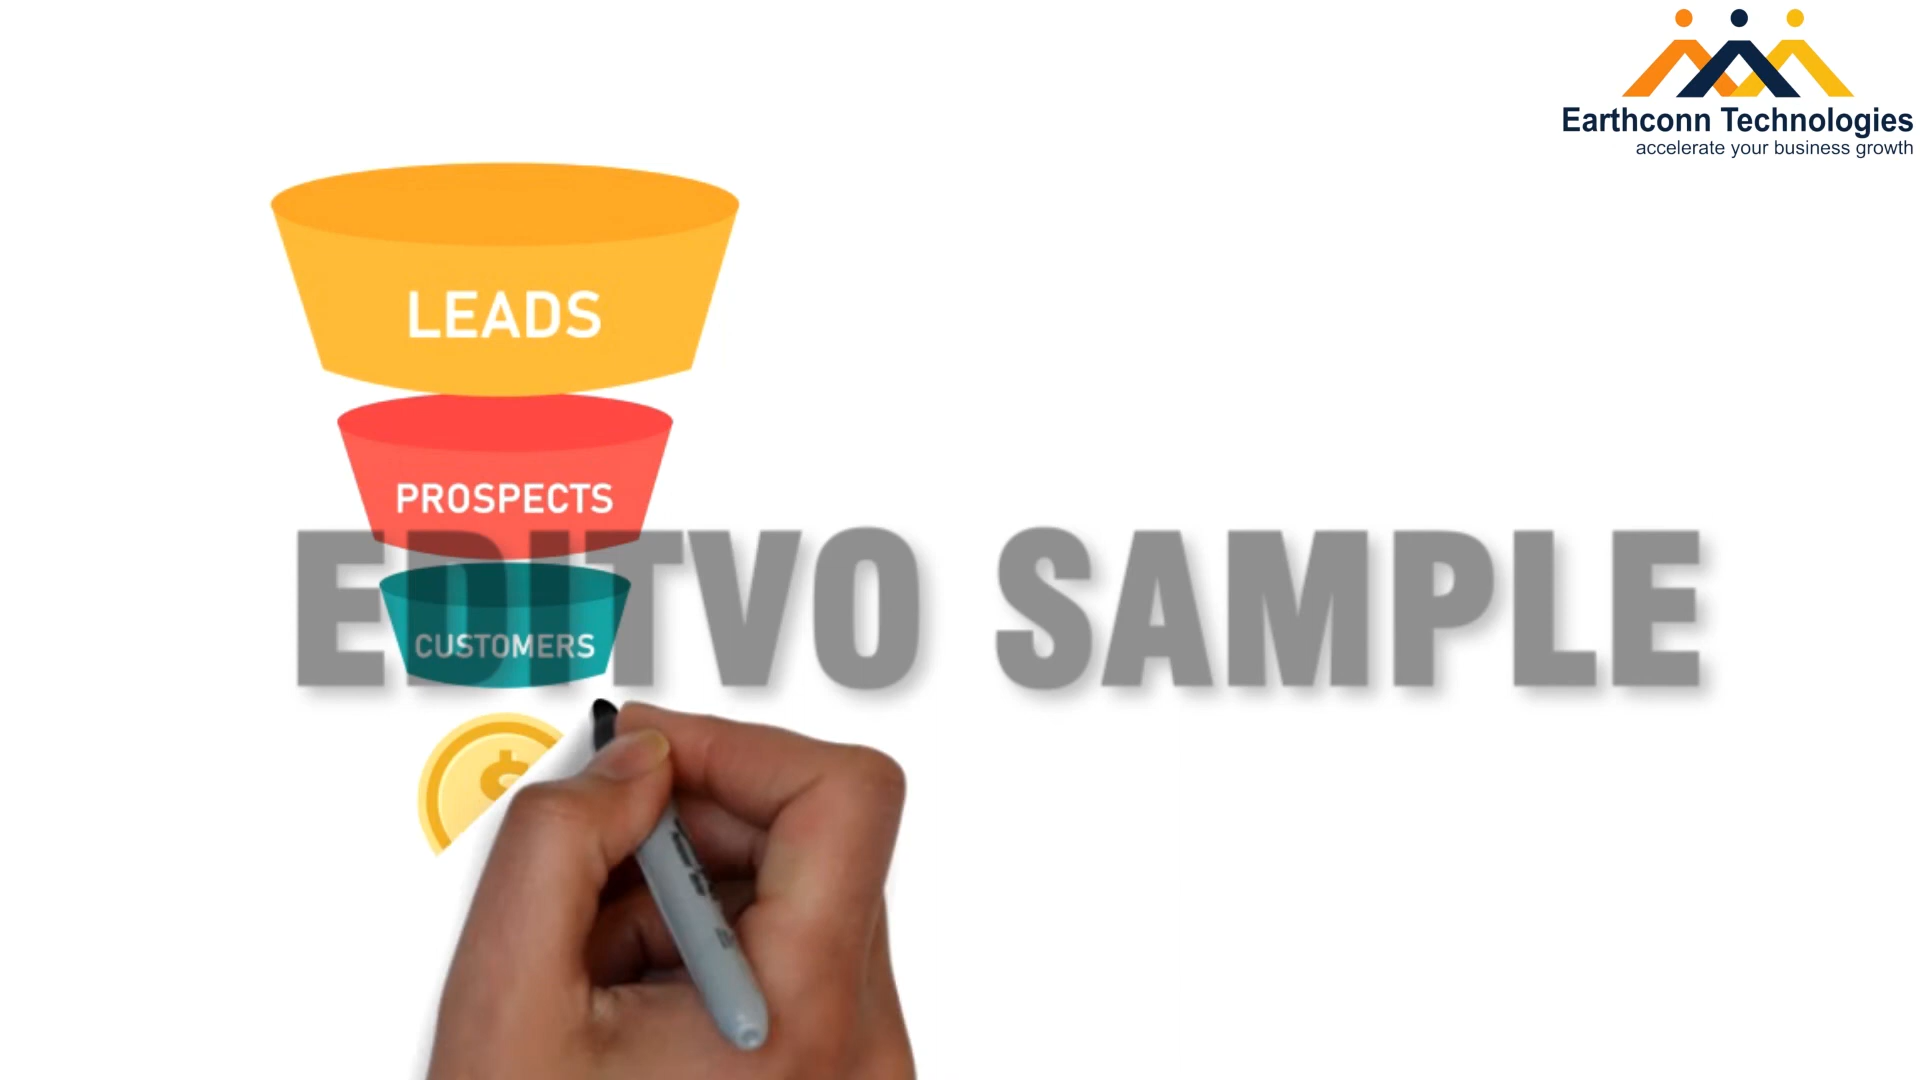 Earthconn Technologies
accelerate your business growth
LEADS
PROSPECTS
EDITVO SAMPLE
CUSTOMERS
$